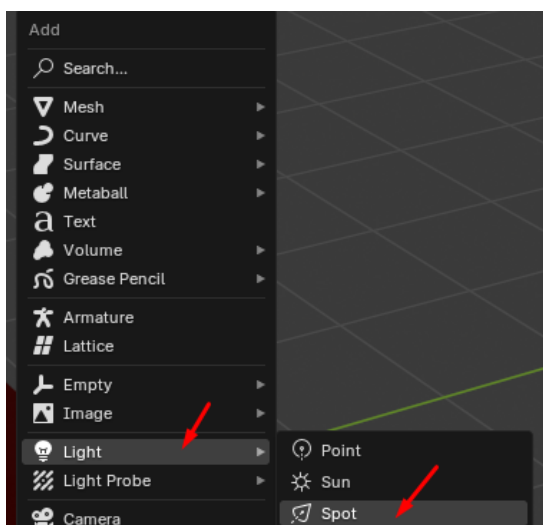 Add
Search...
Mesh
Curve
Surface
Metaball
Text
Volume
Grease Pencil
Armature
Lattice
Empty
Image
Light
Light Probe
Camera
Point
Sun
Spot